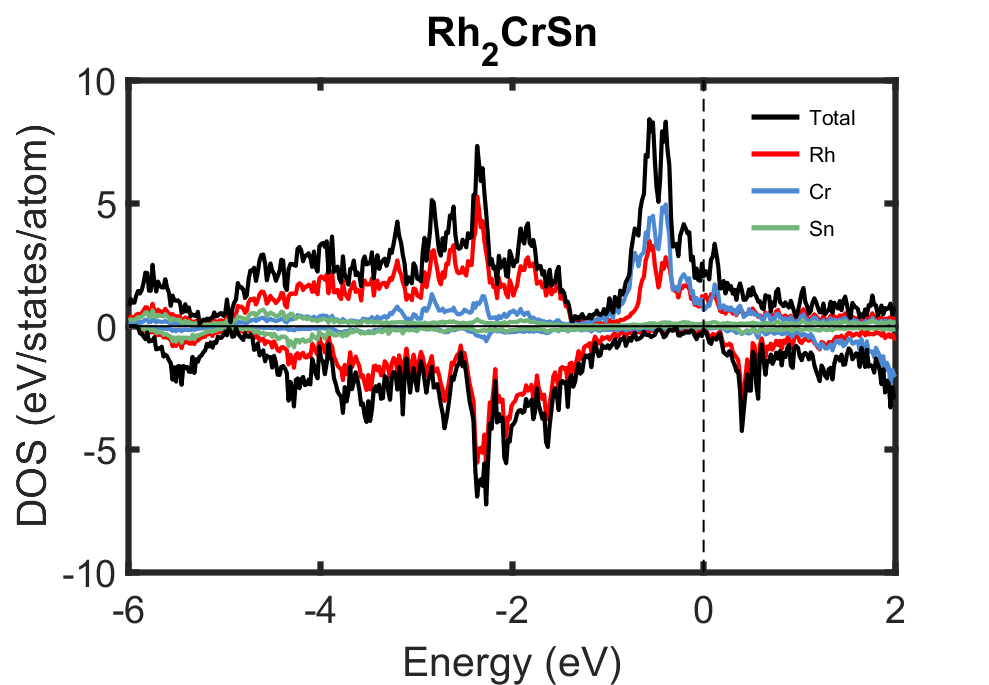 Rh2CrSn
10
5
0
-5
-10
DOS (eV/states/atom)
Total
Rh
Cr
Sn
-6 -4 -2 0 2
Energy (eV)